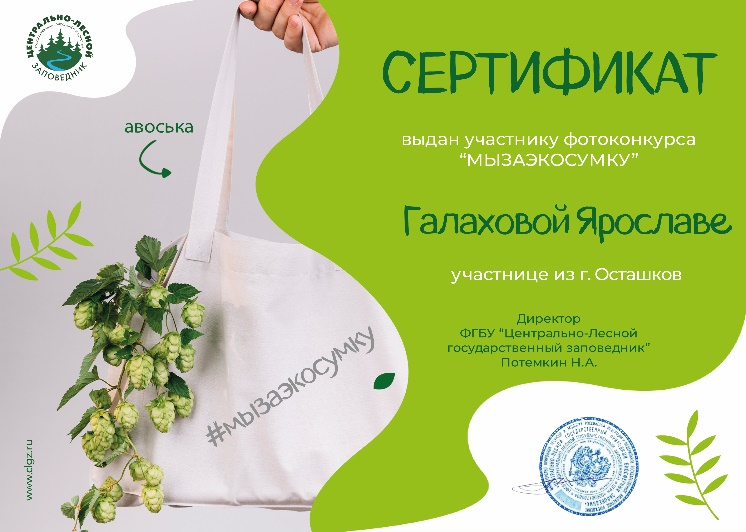 ЦЕНТРАЛЬНО-ЛЕСНОЙ
ЗАПОВЕДНИК
авоська
СЕРТИФИКАТ
выдан участнику фотоконкурса
“МЫЗАЭКОСУМКУ”
Галаховой Ярославе
участнице из г. Осташков
Директор
ФГБУ “Центрально-Лесной
государственный заповедник”
Потемкин Н.А.
#мызаэкосумку
www.clgz.ru